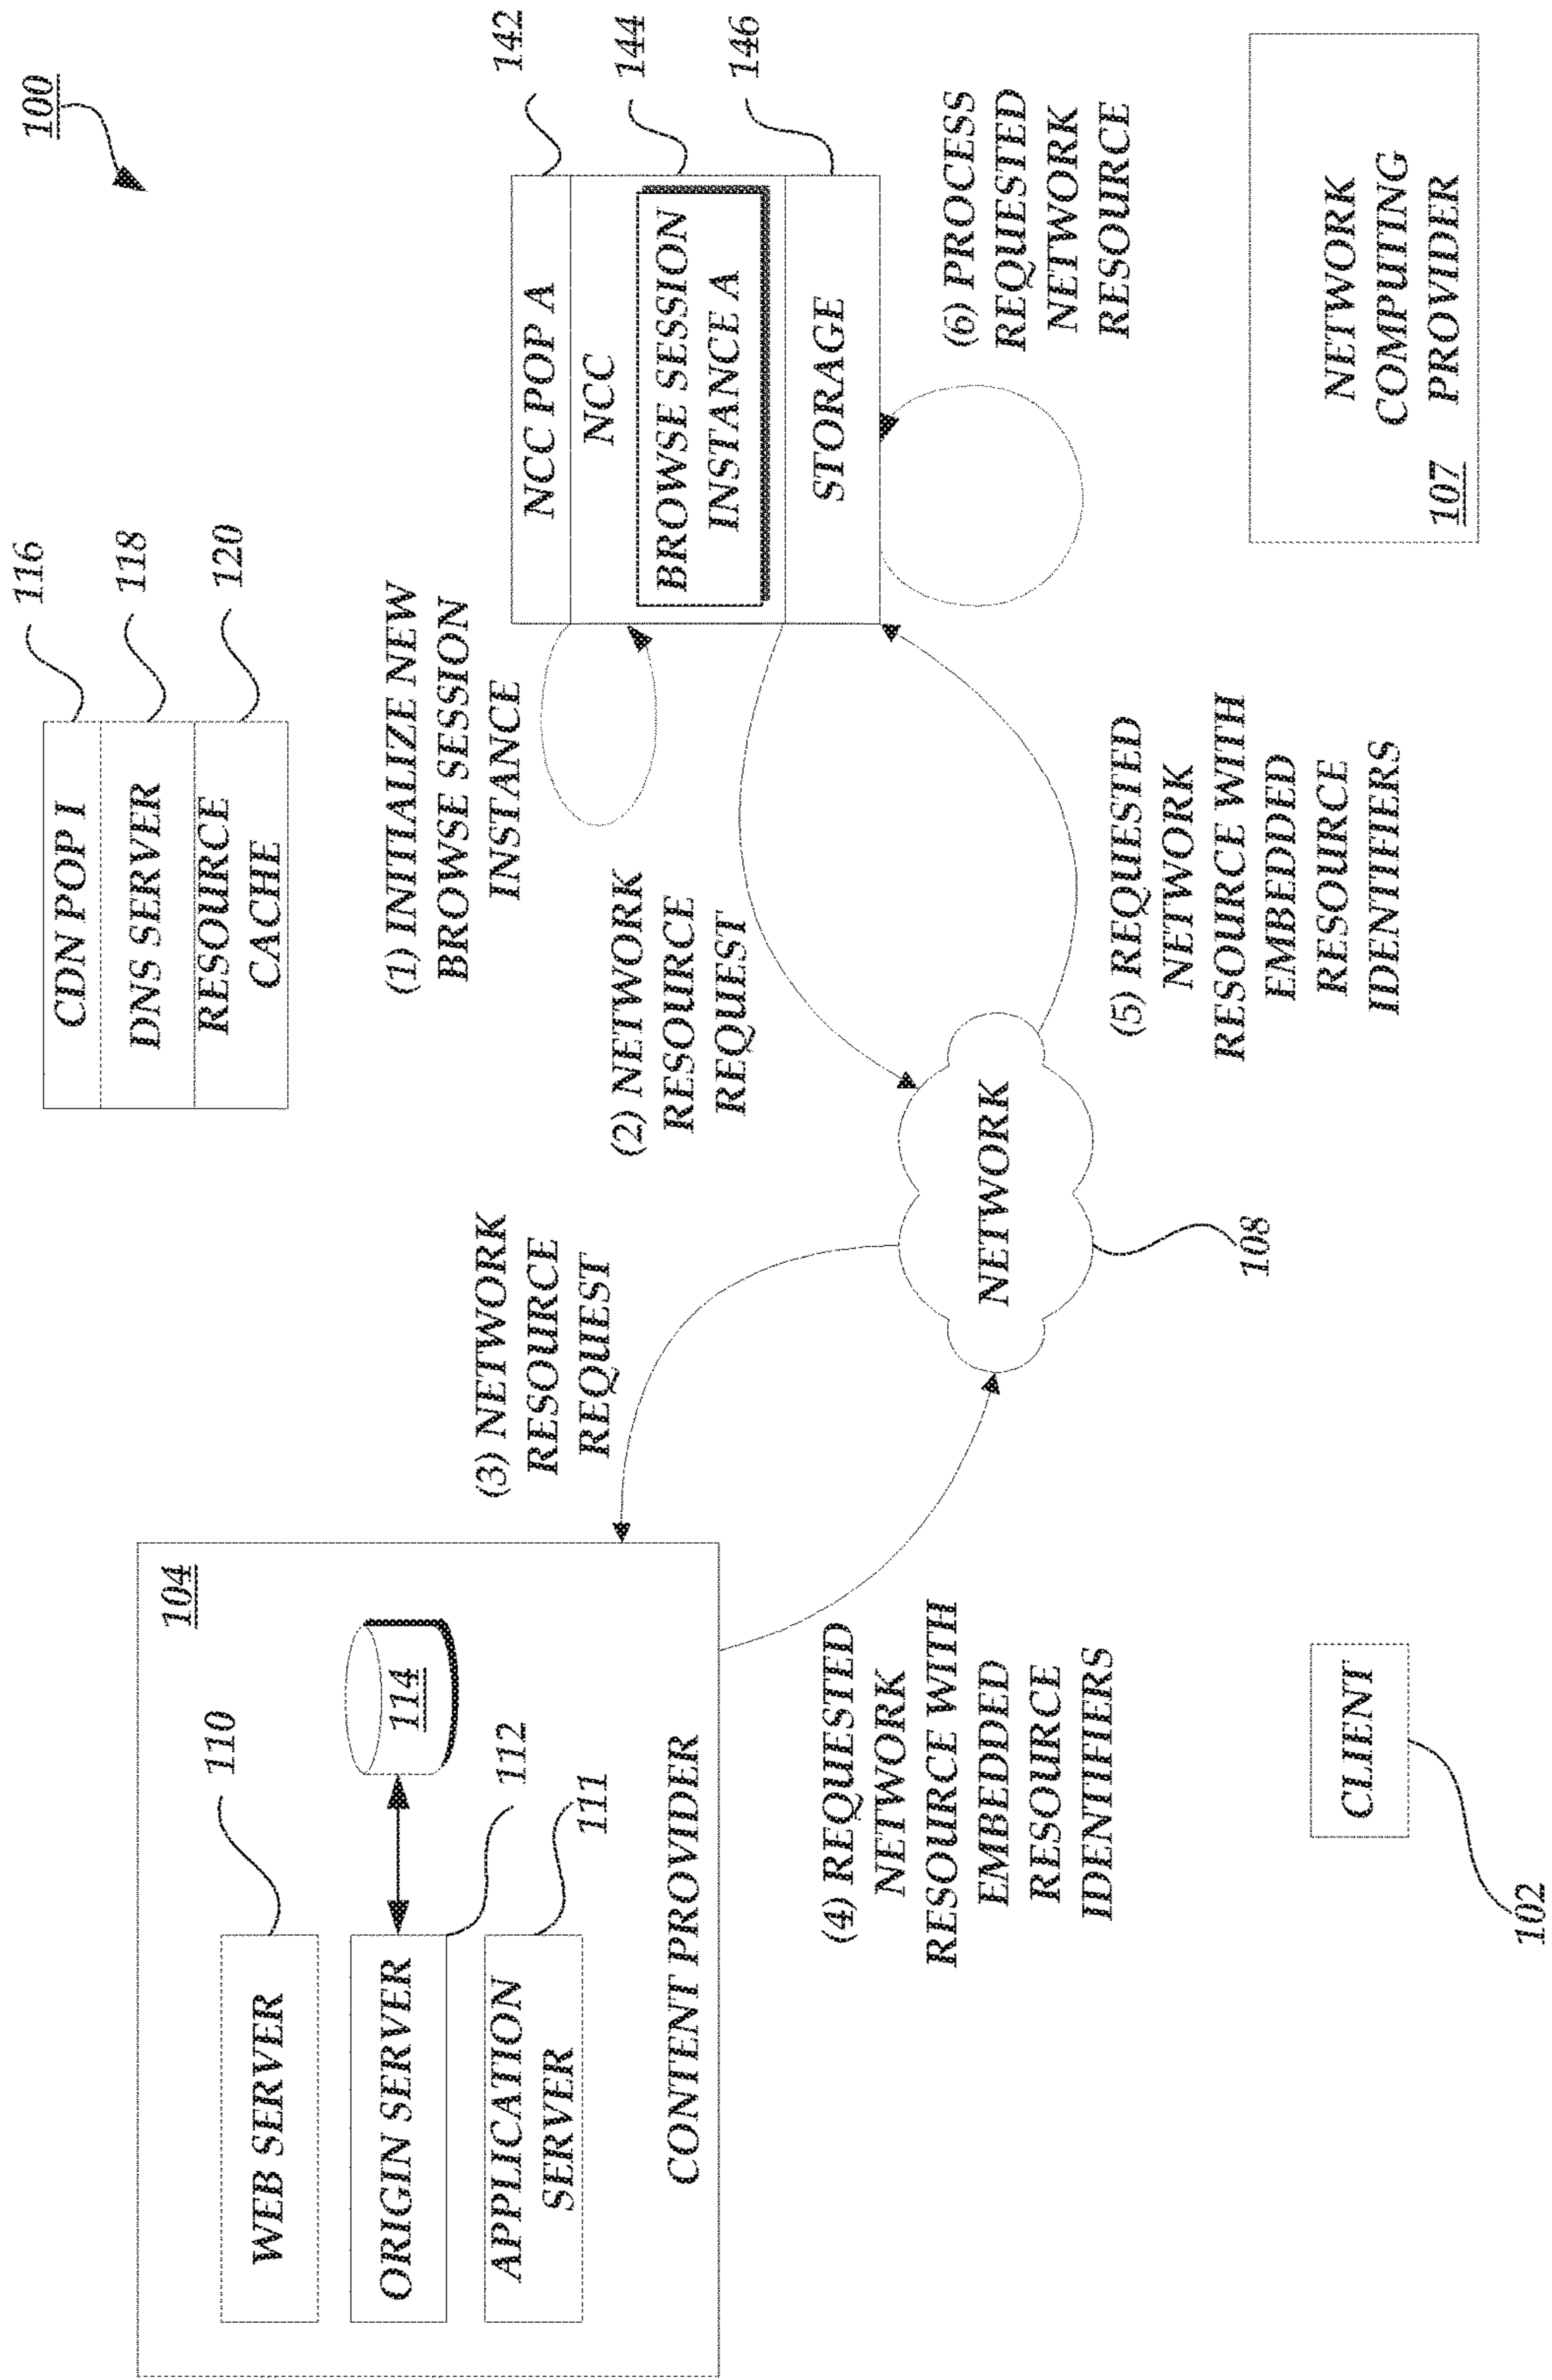 100
104
WEB SERVER
110
ORIGIN SERVER
114
112
APPLICATION
SERVER
111
CONTENT PROVIDER
CDN POP I
116
DNS SERVER
118
RESOURCE
CACHE
120
(1) INITIALIZE NEW
BROWSE SESSION
INSTANCE
(2) NETWORK
RESOURCE
REQUEST
(3) NETWORK
RESOURCE
REQUEST
NCC POP A
142
NCC
144
BROWSE SESSION
INSTANCE A
STORAGE
146
(4) REQUESTED
NETWORK
RESOURCE WITH
EMBEDDED
RESOURCE
IDENTIFIERS
NETWORK
108
(5) REQUESTED
NETWORK
RESOURCE WITH
EMBEDDED
RESOURCE
IDENTIFIERS
(6) PROCESS
REQUESTED
NETWORK
RESOURCE
CLIENT
102
NETWORK
COMPUTING
PROVIDER
107